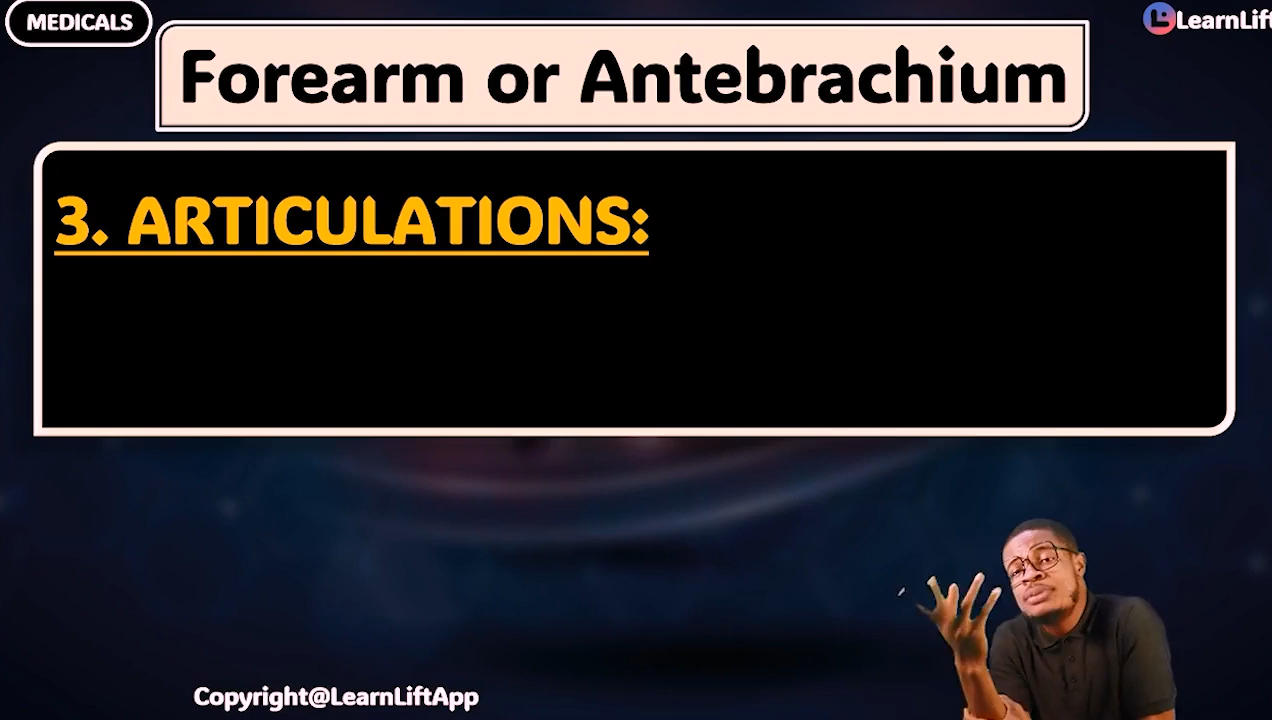 MEDICALS
LearnLift
Forearm or Antebrachium
3. ARTICULATIONS:
Copyright@LearnLiftApp